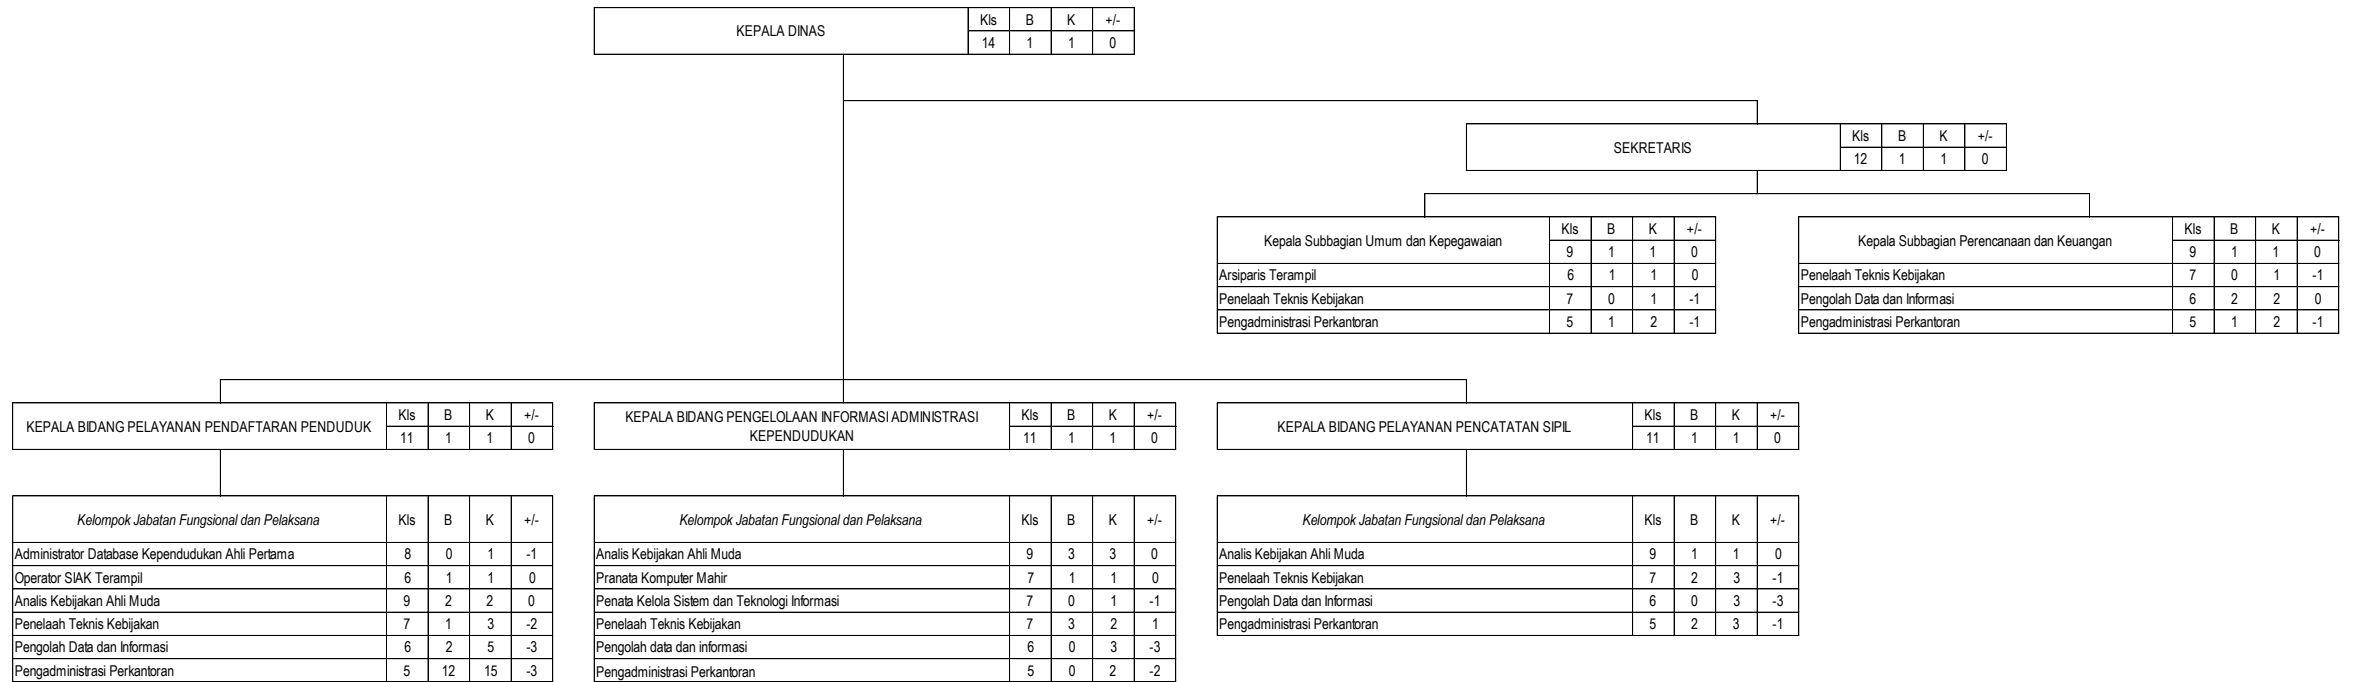 KEPALA DINAS Kls B K +/-
14 1 1 0
SEKRETARIS Kls B K +/-
12 1 1 0
Kepala Subbagian Umum dan Kepegawaian Kls B K +/-
9 1 1 0
Arsiparis Terampil 6 1 1 0
Penelaah Teknis Kebijakan 7 0 1 -1
Pengadministrasi Perkantoran 5 1 2 -1
Kepala Subbagian Perencanaan dan Keuangan Kls B K +/-
9 1 1 0
Penelaah Teknis Kebijakan 7 0 1 -1
Pengolah Data dan Informasi 6 2 2 0
Pengadministrasi Perkantoran 5 1 2 -1
KEPALA BIDANG PELAYANAN PENDAFTARAN PENDUDUK Kls B K +/-
11 1 1 0
Kelompok Jabatan Fungsional dan Pelaksana Kls B K +/-
Administrator Database Kependudukan Ahli Pertama 8 0 1 -1
Operator SIAK Terampil 6 1 1 0
Analis Kebijakan Ahli Muda 9 2 2 0
Penelaah Teknis Kebijakan 7 1 3 -2
Pengolah Data dan Informasi 6 2 5 -3
Pengadministrasi Perkantoran 5 12 15 -3
KEPALA BIDANG PENGELOLAAN INFORMASI ADMINISTRASI
KEPENDUDUKAN
Kls B K +/-
11 1 1 0
Kelompok Jabatan Fungsional dan Pelaksana Kls B K +/-
Analis Kebijakan Ahli Muda 9 3 3 0
Pranata Komputer Mahir 7 1 1 0
Penata Kelola Sistem dan Teknologi Informasi 7 0 1 -1
Penelaah Teknis Kebijakan 7 3 2 1
Pengolah data dan informasi 6 0 3 -3
Pengadministrasi Perkantoran 5 0 2 -2
KEPALA BIDANG PELAYANAN PENCATATAN SIPIL Kls B K +/-
11 1 1 0
Kelompok Jabatan Fungsional dan Pelaksana Kls B K +/-
Analis Kebijakan Ahli Muda 9 1 1 0
Penelaah Teknis Kebijakan 7 2 3 -1
Pengolah Data dan Informasi 6 0 3 -3
Pengadministrasi Perkantoran 5 2 3 -1